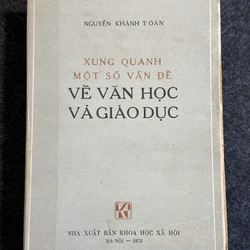 NGUYỄN KHÁNH TOÀN
XUNG QUANH
MỘT SỐ VẤN ĐỀ
VỀ VĂN HỌC
VÀ GIÁO DỤC
NHÀ XUẤT BẢN KHOA HỌC XÃ HỘI
HÀ-NỘI — 1972